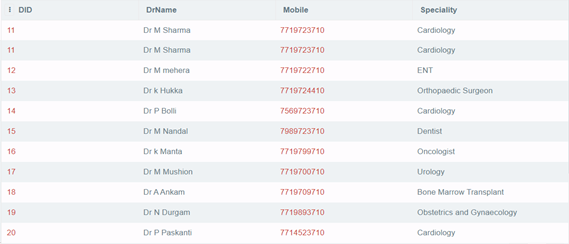 DID DrName Mobile Speciality
11 Dr M Sharma 7719723710 Cardiology
11 Dr M Sharma 7719723710 Cardiology
12 Dr M mehera 7719722710 ENT
13 Dr k Hukka 7719724410 Orthopaedic Surgeon
14 Dr P Bolli 7569723710 Cardiology
15 Dr M Nandal 7989723710 Dentist
16 Dr k Manta 7719799710 Oncologist
17 Dr M Mushion 7719700710 Urology
18 Dr A Ankam 7719709710 Bone Marrow Transplant
19 Dr N Durgam 7719893710 Obstetrics and Gynaecology
20 Dr P Paskanti 7714523710 Cardiology